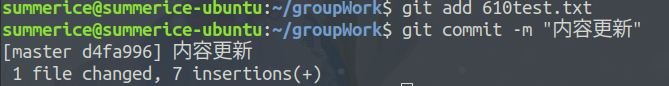 summerice@summerice-ubuntu:~/groupWork$ git add 610test.txt
summerice@summerice-ubuntu:~/groupWork$ git commit -m "内容更新"
[master d4fa996] 内容更新
 1 file changed, 7 insertions(+)